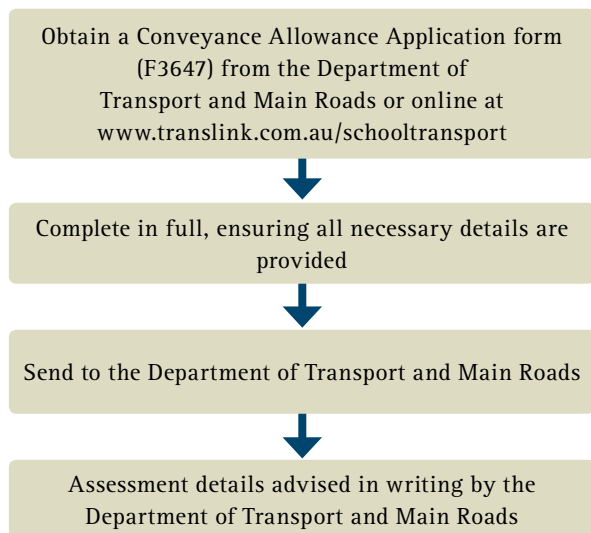 Obtain a Conveyance Allowance Application form
(F3647) from the Department of
Transport and Main Roads or online at
www.translink.com.au/schooltransport
Complete in full, ensuring all necessary details are
provided
Send to the Department of Transport and Main Roads
Assessment details advised in writing by the
Department of Transport and Main Roads